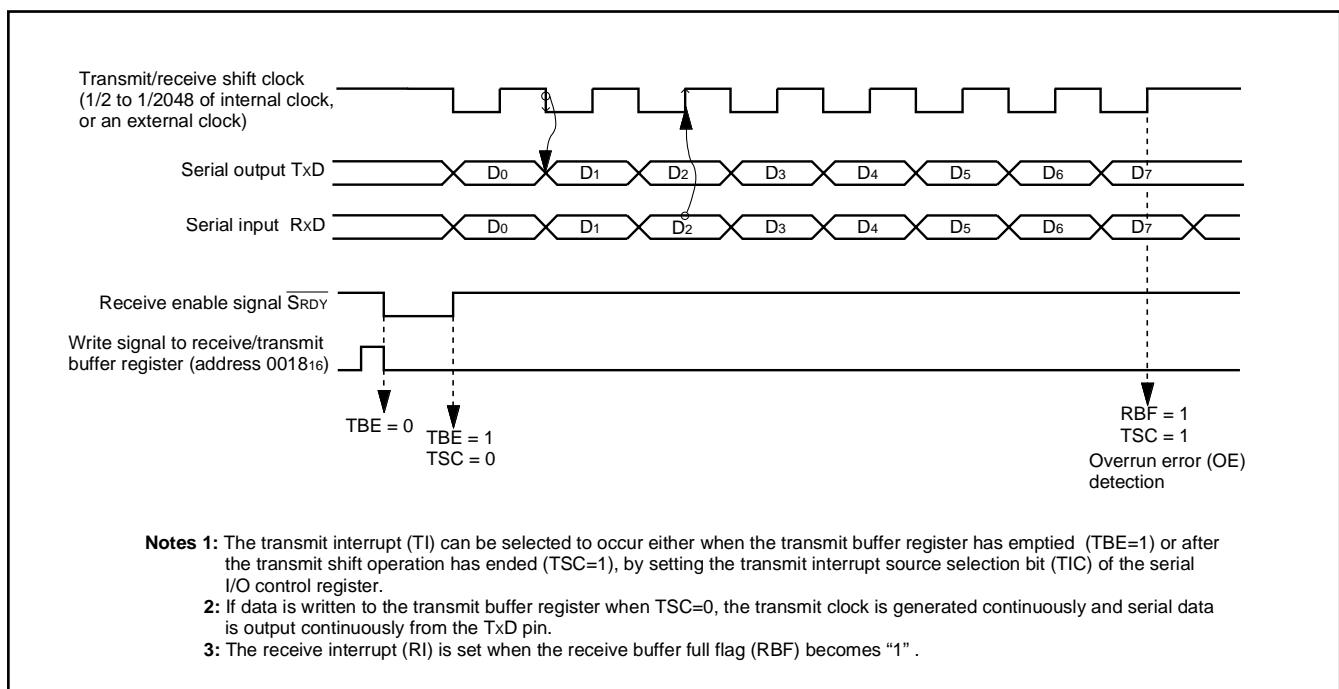 Transmit/receive shift clock
(1/2 to 1/2048 of internal clock,
or an external clock)
Serial output TxD
D0 D1 D2 D3 D4 D5 D6 D7
Serial input RxD
D0 D1 D2 D3 D4 D5 D6 D7
Receive enable signal SRDY
Write signal to receive/transmit
buffer register (address 001816)
TBE = 0
TBE = 1
TSC = 0
RBF = 1
TSC = 1
Overrun error (OE)
detection
Notes 1: The transmit interrupt (TI) can be selected to occur either when the transmit buffer register has emptied (TBE=1) or after
the transmit shift operation has ended (TSC=1), by setting the transmit interrupt source selection bit (TIC) of the serial
I/O control register.
2: If data is written to the transmit buffer register when TSC=0, the transmit clock is generated continuously and serial data
is output continuously from the TxD pin.
3: The receive interrupt (RI) is set when the receive buffer full flag (RBF) becomes “1” .